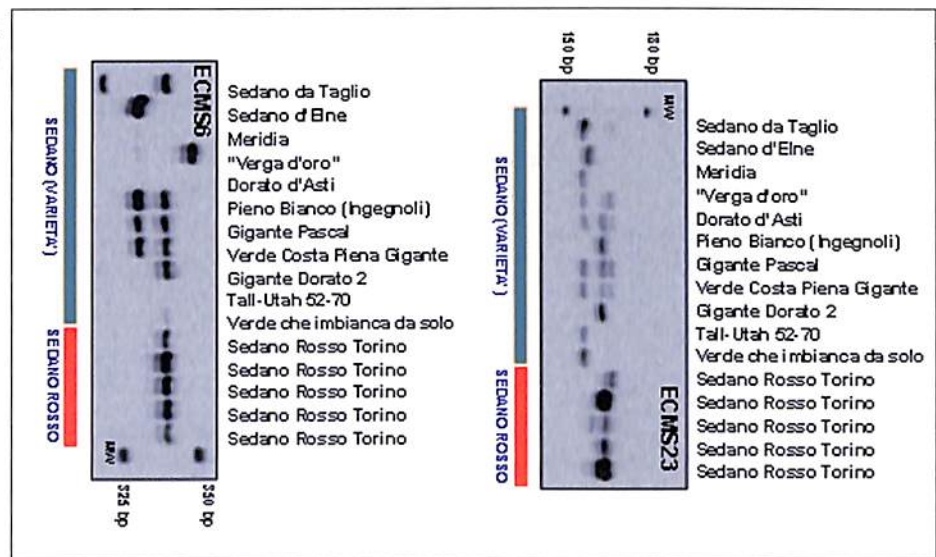 ECMS6
SEDANO (VARIETA')
SEDANO ROSSO
Sedano da Taglio
Sedano d'Elne
Meridia
"Verga d'oro"
Dorato d'Asti
Pieno Bianco (Ingegnoli)
Gigante Pascal
Verde Costa Piena Gigante
Gigante Dorato 2
Tall-Utah 52-70
Verde che imbianca da solo
Sedano Rosso Torino
Sedano Rosso Torino
Sedano Rosso Torino
Sedano Rosso Torino
Sedano Rosso Torino
MW
325 bp
350 bp
150 bp
180 bp
MW
SEDANO (VARIETA')
SEDANO ROSSO
Sedano da Taglio
Sedano d'Elne
Meridia
"Verga d'oro"
Dorato d'Asti
Pieno Bianco (Ingegnoli)
Gigante Pascal
Verde Costa Piena Gigante
Gigante Dorato 2
Tall-Utah 52-70
Verde che imbianca da solo
Sedano Rosso Torino
Sedano Rosso Torino
Sedano Rosso Torino
Sedano Rosso Torino
Sedano Rosso Torino
ECMS23